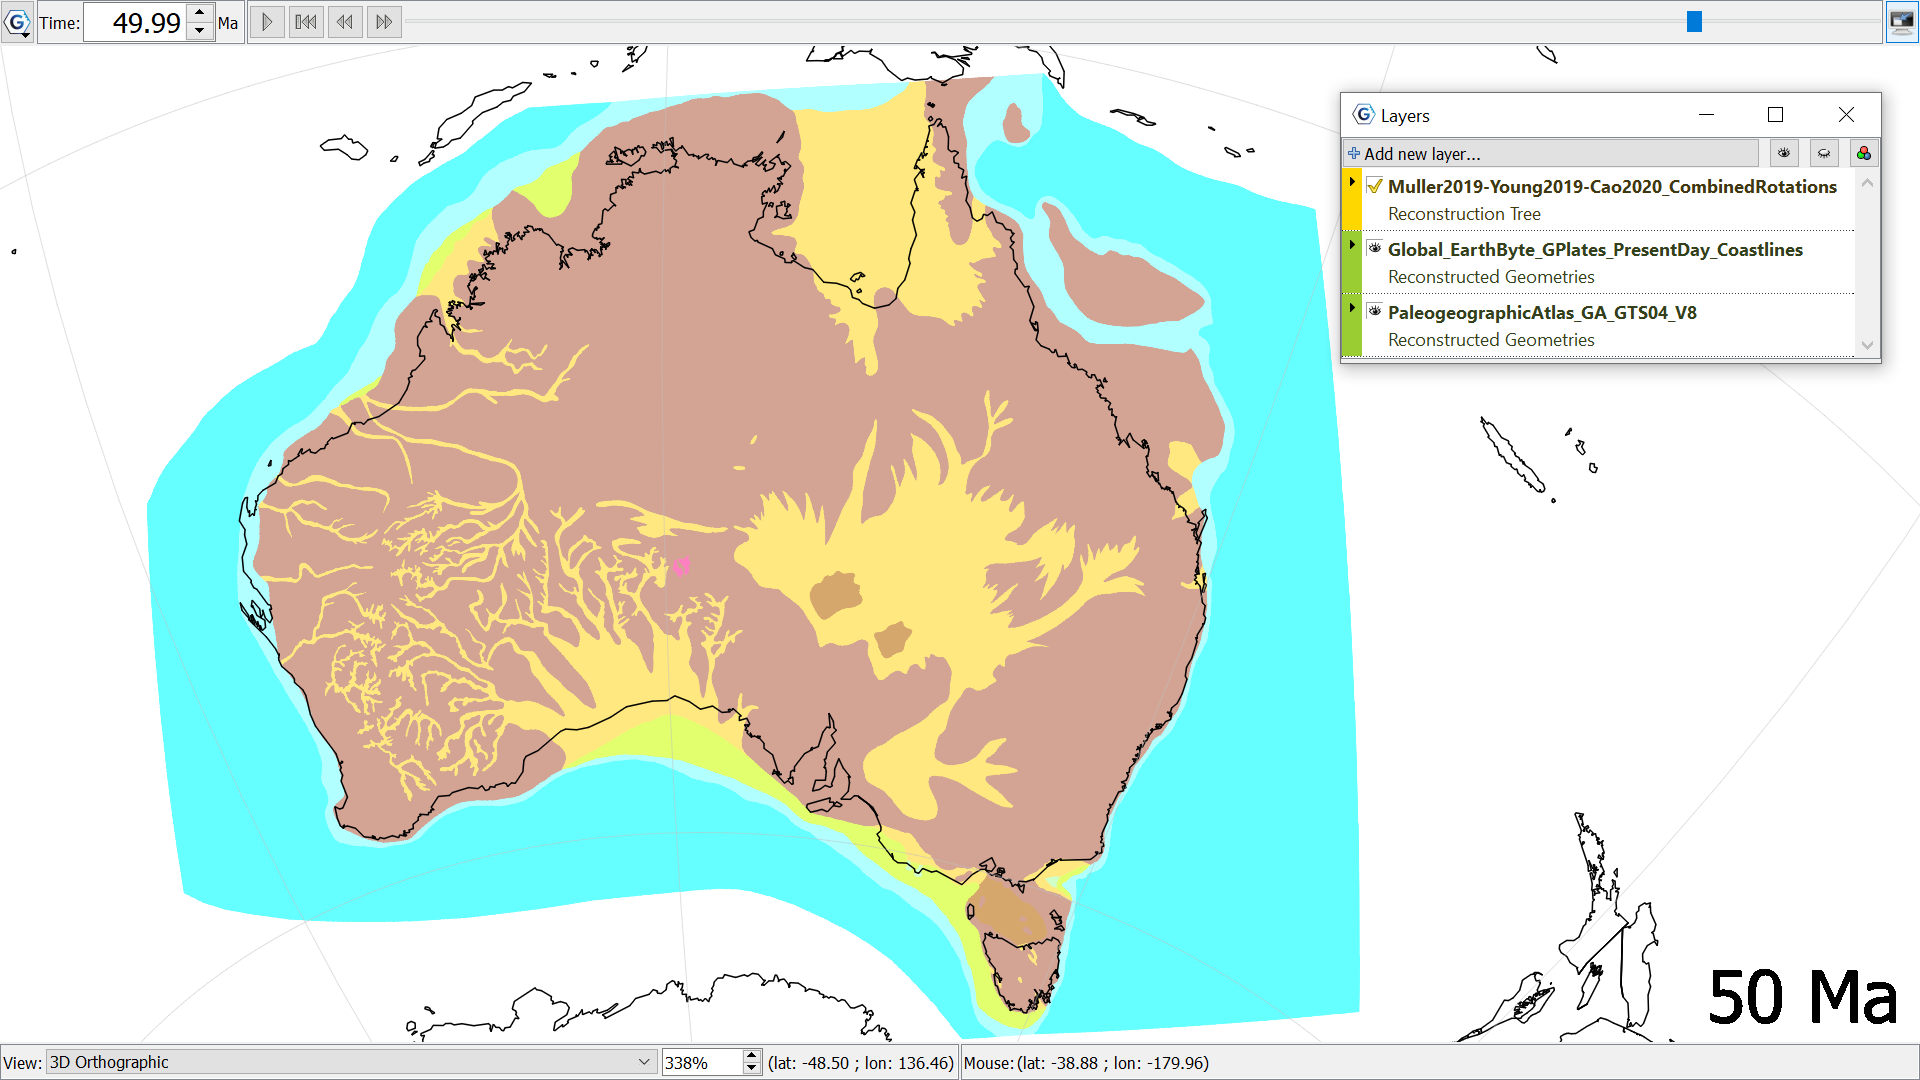 Time: 49.99 Ma
Layers
Add new layer...
Muller2019-Young2019-Cao2020_CombinedRotations
Reconstruction Tree
Global_EarthByte_GPlates_PresentDay_Coastlines
Reconstructed Geometries
PaleogeographicAtlas_GA_GTS04_V8
Reconstructed Geometries
50 Ma
View: 3D Orthographic 338% (lat: -48.50 ; lon: 136.46) Mouse: (lat: -38.88 ; lon: -179.96)